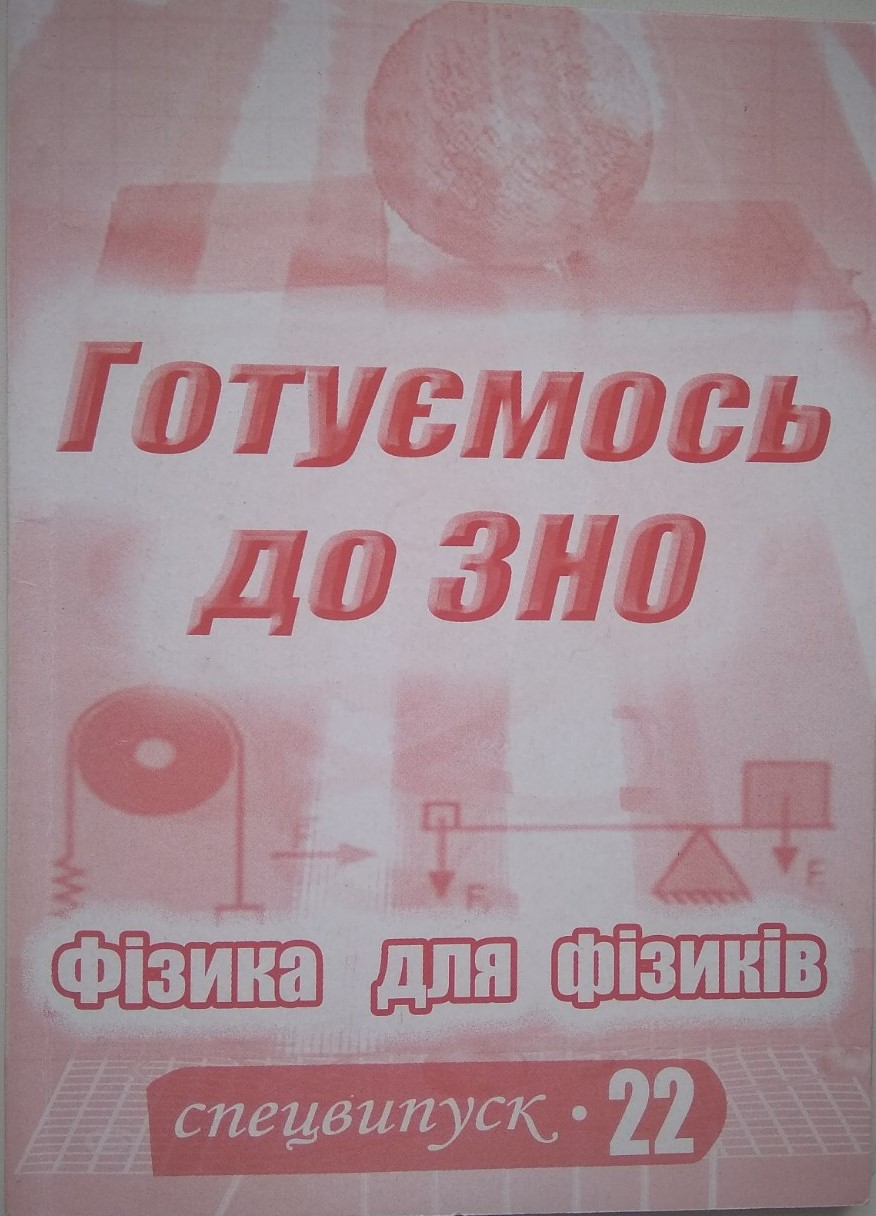 Готуємось
до ЗНО
F
F
F
Фізика для фізиків
спецвипуск · 22